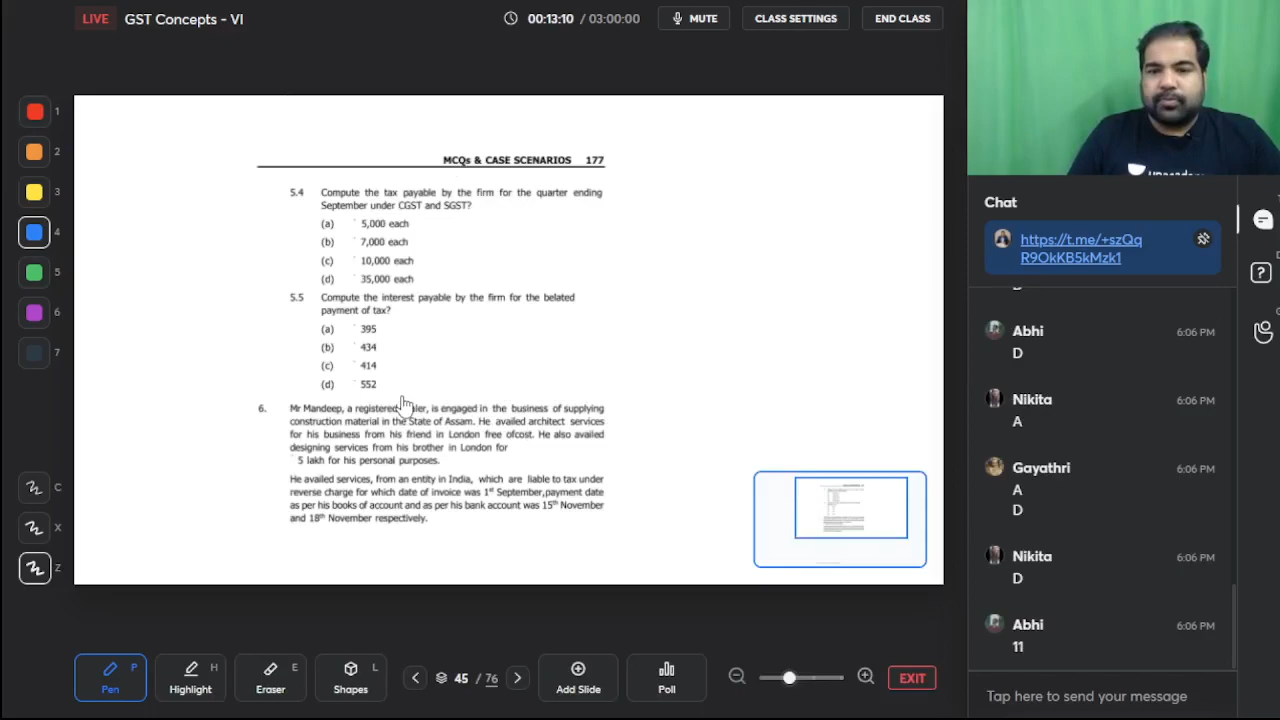 LIVE GST Concepts - VI 00:13:10 / 03:00:00 MUTE CLASS SETTINGS END CLASS
1
2
3
4
5
6
7
C
X
Z
MCQs & CASE SCENARIOS 177
5.4 Compute the tax payable by the firm for the quarter ending
September under CGST and SGST?
(a) ` 5,000 each
(b) ` 7,000 each
(c) ` 10,000 each
(d) ` 35,000 each
5.5 Compute the interest payable by the firm for the belated
payment of tax?
(a) ` 395
(b) ` 434
(c) ` 414
(d) ` 552
6. Mr Mandeep, a registered, is engaged in the business of supplying
construction material in the State of Assam. He availed architect services
for his business from his friend in London free ofcost. He also availed
designing services from his brother in London for
` 5 lakh for his personal purposes.
He availed services, from an entity in India, which are liable to tax under
reverse charge for which date of invoice was 1st September,payment date
as per his books of account and as per his bank account was 15th November
and 18th November respectively.
Pen P
Highlight H
Eraser E
Shapes L
45 / 76
Add Slide
Poll
EXIT
Chat
https://t.me/+szQq
R9OkKB5kMzk1
Abhi 6:06 PM
D
Nikita 6:06 PM
A
Gayathri 6:06 PM
A
D
Nikita 6:06 PM
D
Abhi 6:06 PM
11
Tap here to send your message